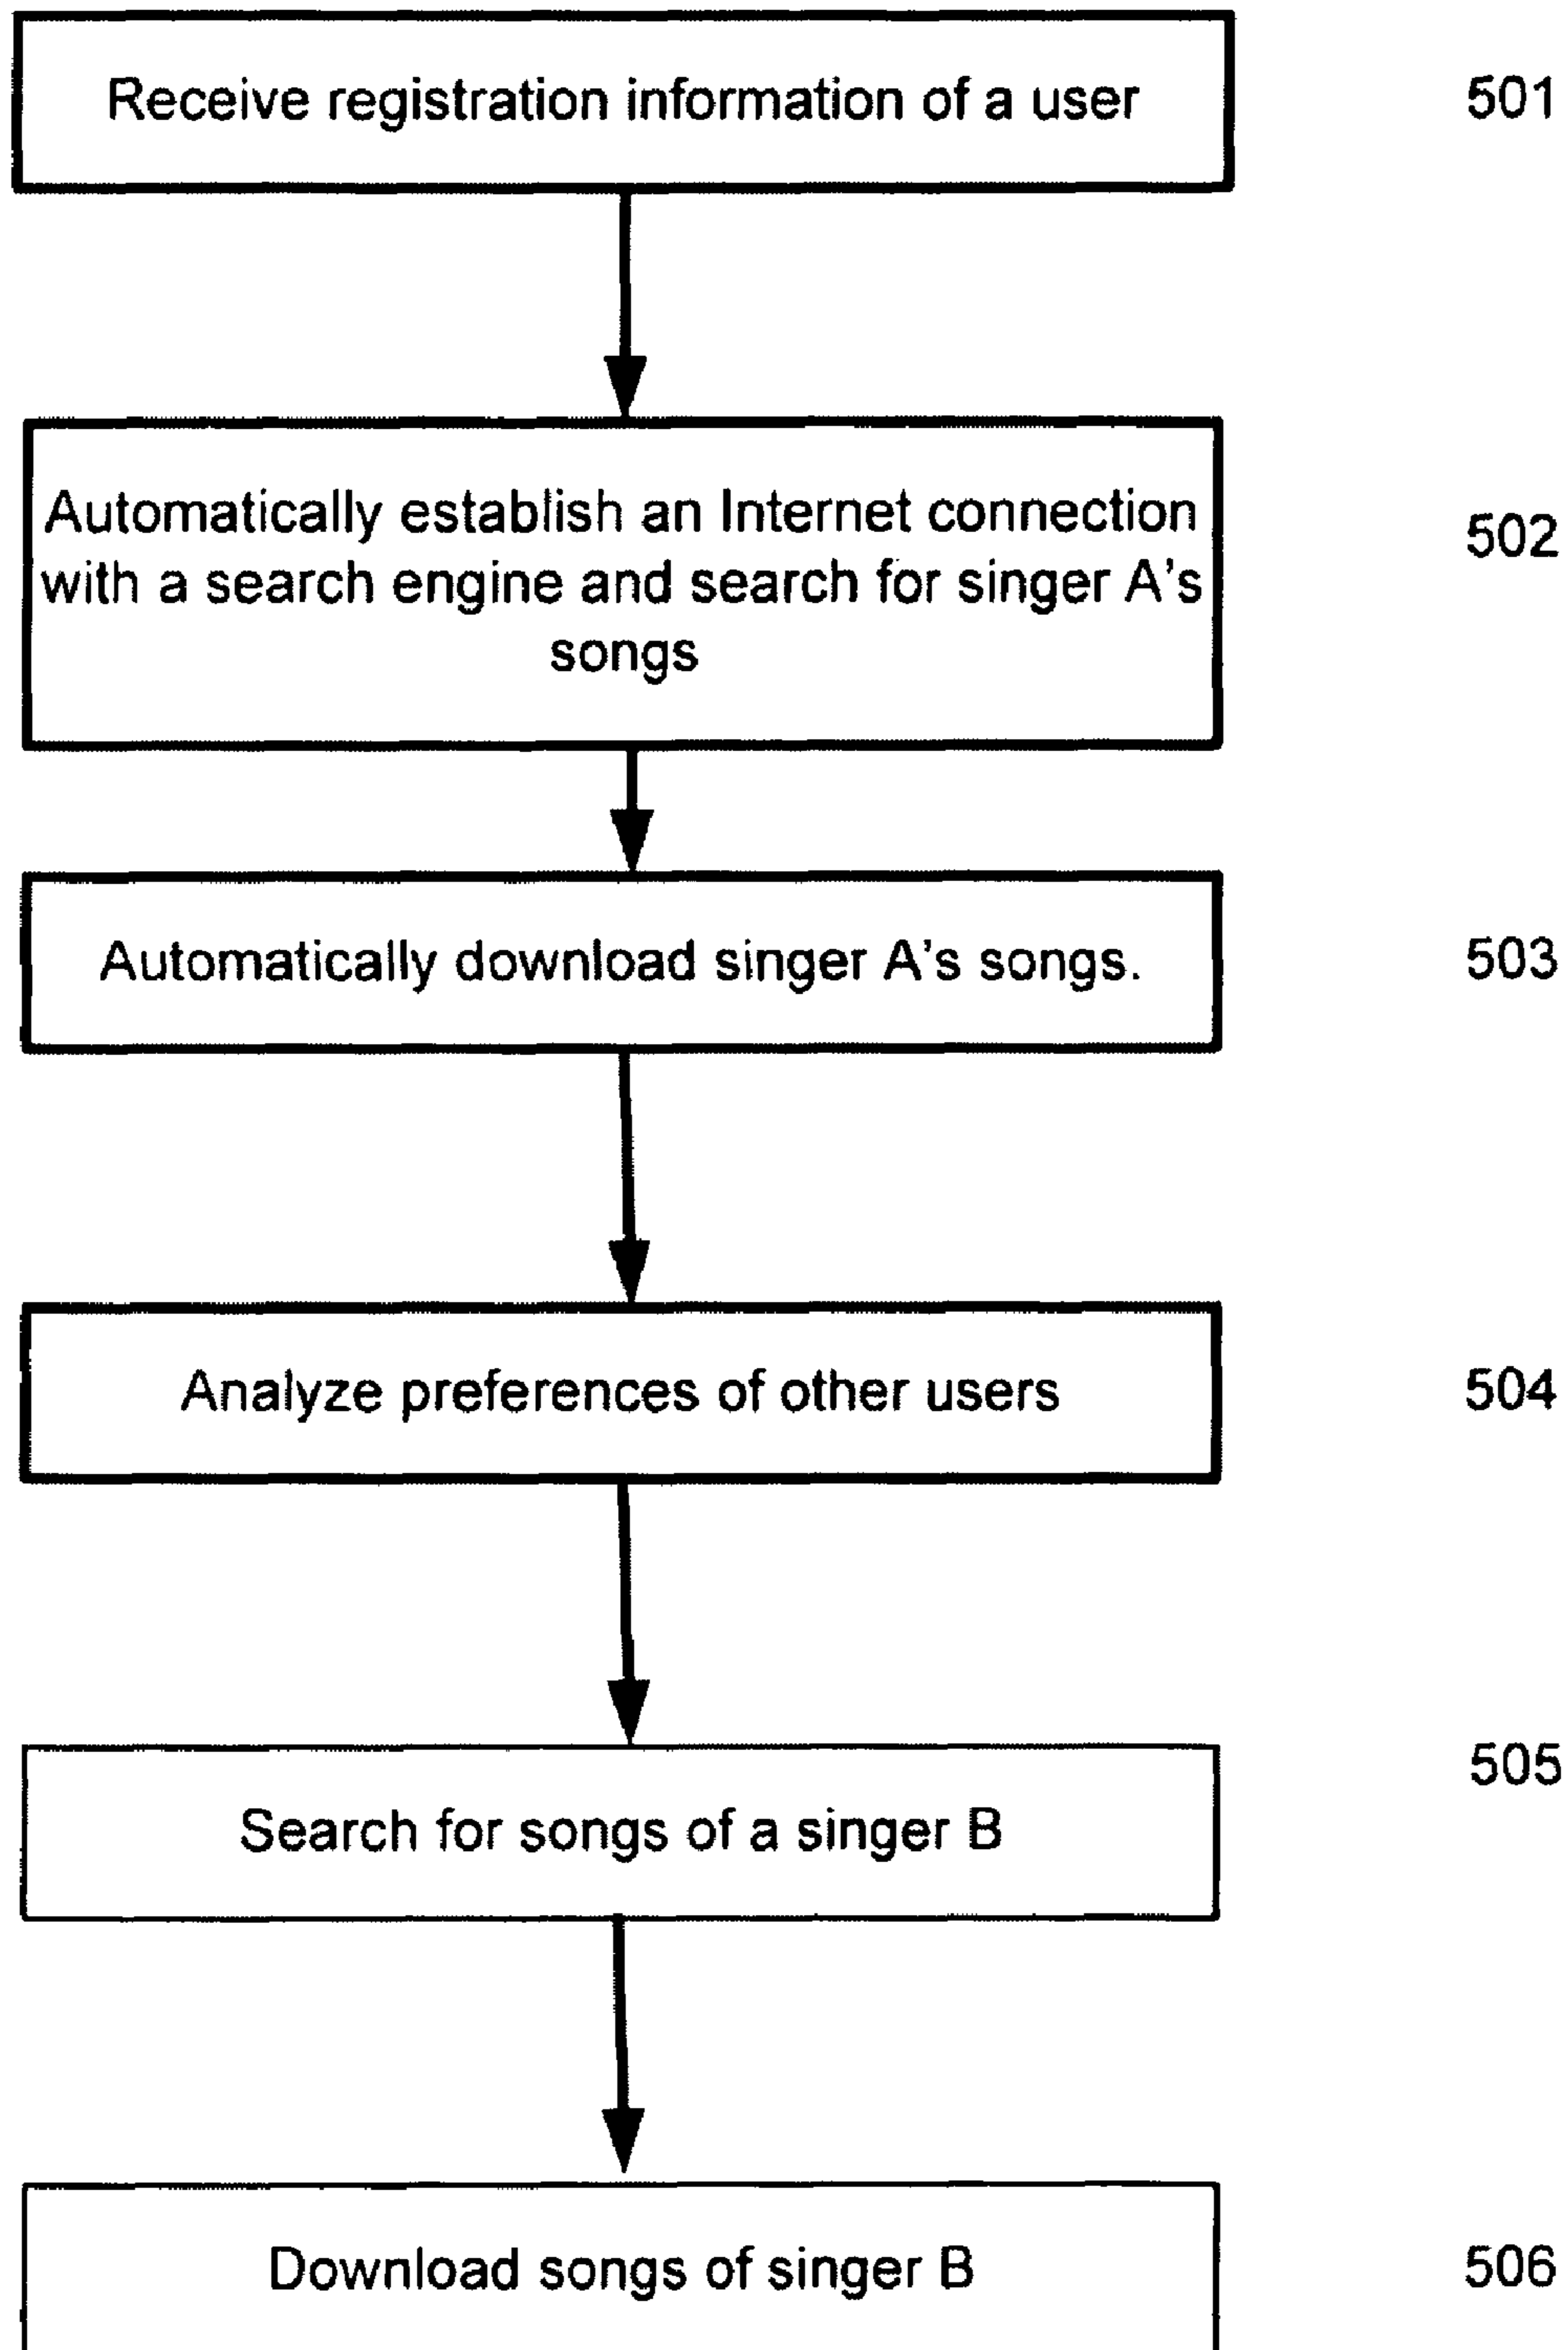 Receive registration information of a user
501
Automatically establish an Internet connection
with a search engine and search for singer A's
songs
502
Automatically download singer A's songs.
503
Analyze preferences of other users
504
Search for songs of a singer B
505
Download songs of singer B
506